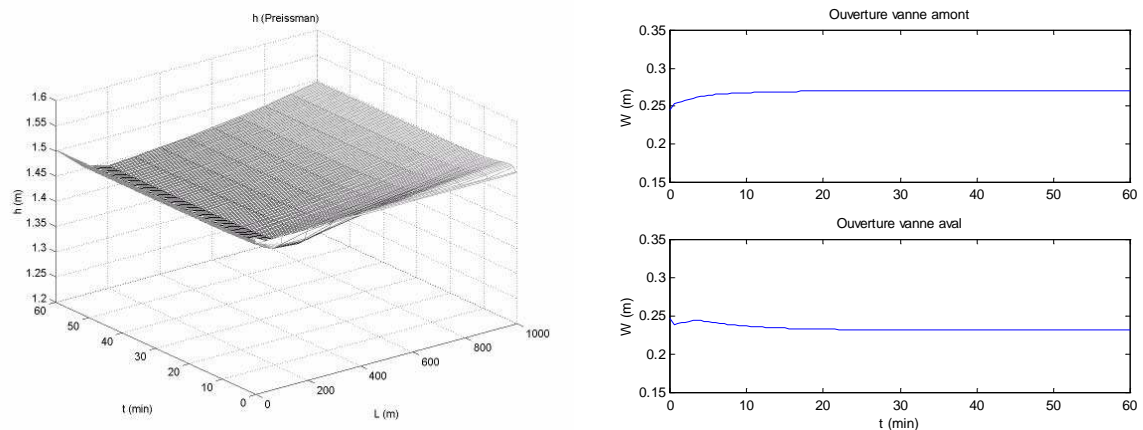 h (Preissman)
1.6
1.55
1.5
1.45
1.4
1.35
1.3
1.25
1.2
h (m)
60
50
40
30
20
10
0
t (min)
0
200
400
600
800
1000
L (m)
Ouverture vanne amont
0.35
0.3
0.25
0.2
0.15
W (m)
0 10 20 30 40 50 60
Ouverture vanne aval
0.35
0.3
0.25
0.2
0.15
W (m)
0 10 20 30 40 50 60
t (min)